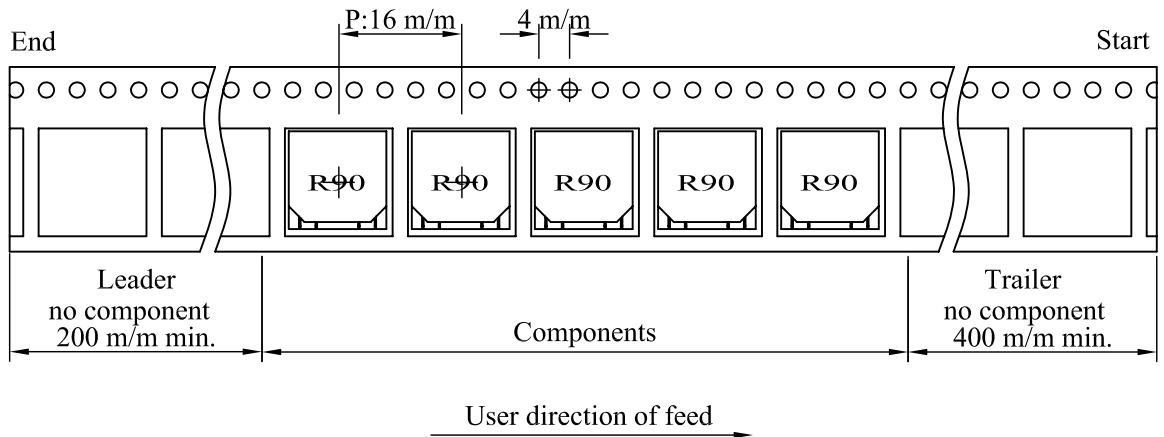 P:16 m/m
4 m/m
End
Start
R90
R90
R90
R90
R90
Leader
no component
200 m/m min.
Components
Trailer
no component
400 m/m min.
User direction of feed